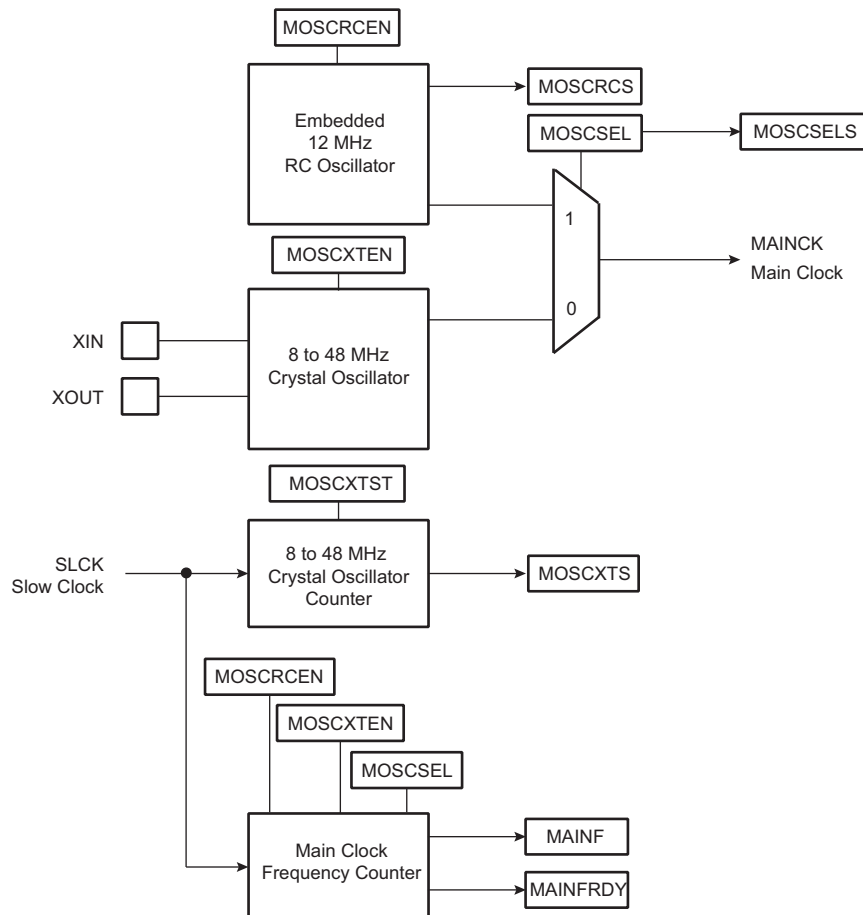 MOSCRCEN
Embedded
12 MHz
RC Oscillator
MOSCRCS
MOSCSEL
MOSCSELS
1
0
MAINCK
Main Clock
MOSCXTEN
XIN
XOUT
8 to 48 MHz
Crystal Oscillator
MOSCXTST
SLCK
Slow Clock
8 to 48 MHz
Crystal Oscillator
Counter
MOSCXTS
MOSCRCEN
MOSCXTEN
MOSCSEL
Main Clock
Frequency Counter
MAINF
MAINFRDY